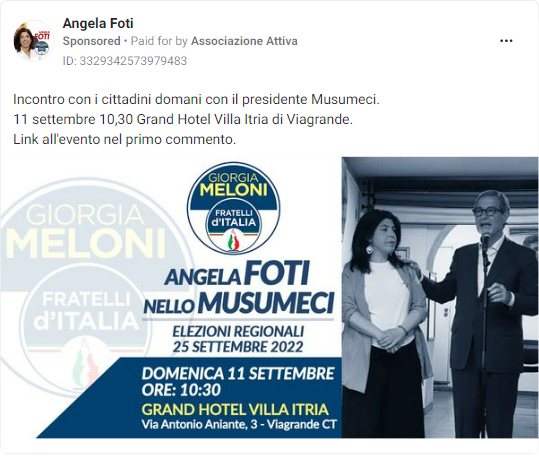 Angela Foti
Sponsored • Paid for by Associazione Attiva
ID: 3329342573979483
Incontro con i cittadini domani con il presidente Musumeci.
11 settembre 10,30 Grand Hotel Villa Itria di Viagrande.
Link all'evento nel primo commento.
GIORGIA
MELONI
FRATELLI
d'ITALIA
GIORGIA
MELONI
FRATELLI
d'ITALIA
ANGELA FOTI
NELLO MUSUMECI
ELEZIONI REGIONALI
25 SETTEMBRE 2022
DOMENICA 11 SETTEMBRE
ORE: 10:30
GRAND HOTEL VILLA ITRIA
Via Antonio Aniante, 3 - Viagrande CT